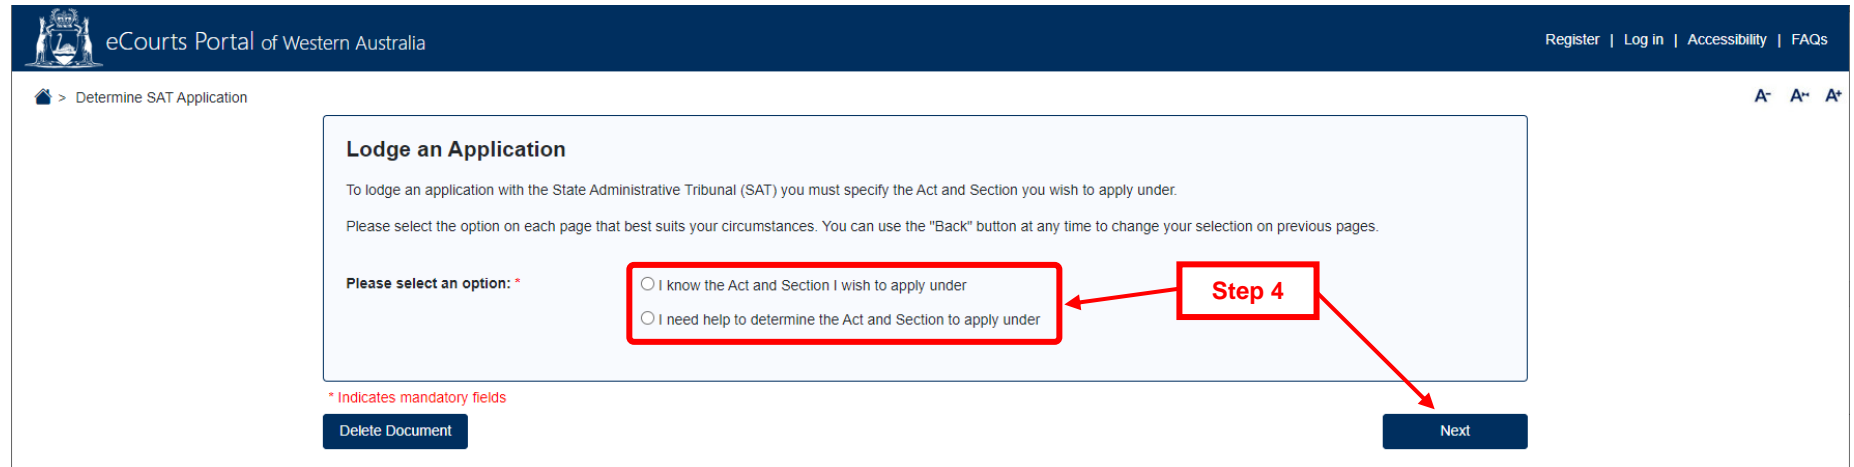 eCourts Portal of Western Australia
Register | Log in | Accessibility | FAQs
> Determine SAT Application
A- A↔ A+
Lodge an Application
To lodge an application with the State Administrative Tribunal (SAT) you must specify the Act and Section you wish to apply under.
Please select the option on each page that best suits your circumstances. You can use the "Back" button at any time to change your selection on previous pages.
Please select an option: *
I know the Act and Section I wish to apply under
I need help to determine the Act and Section to apply under
Step 4
* Indicates mandatory fields
Delete Document
Next